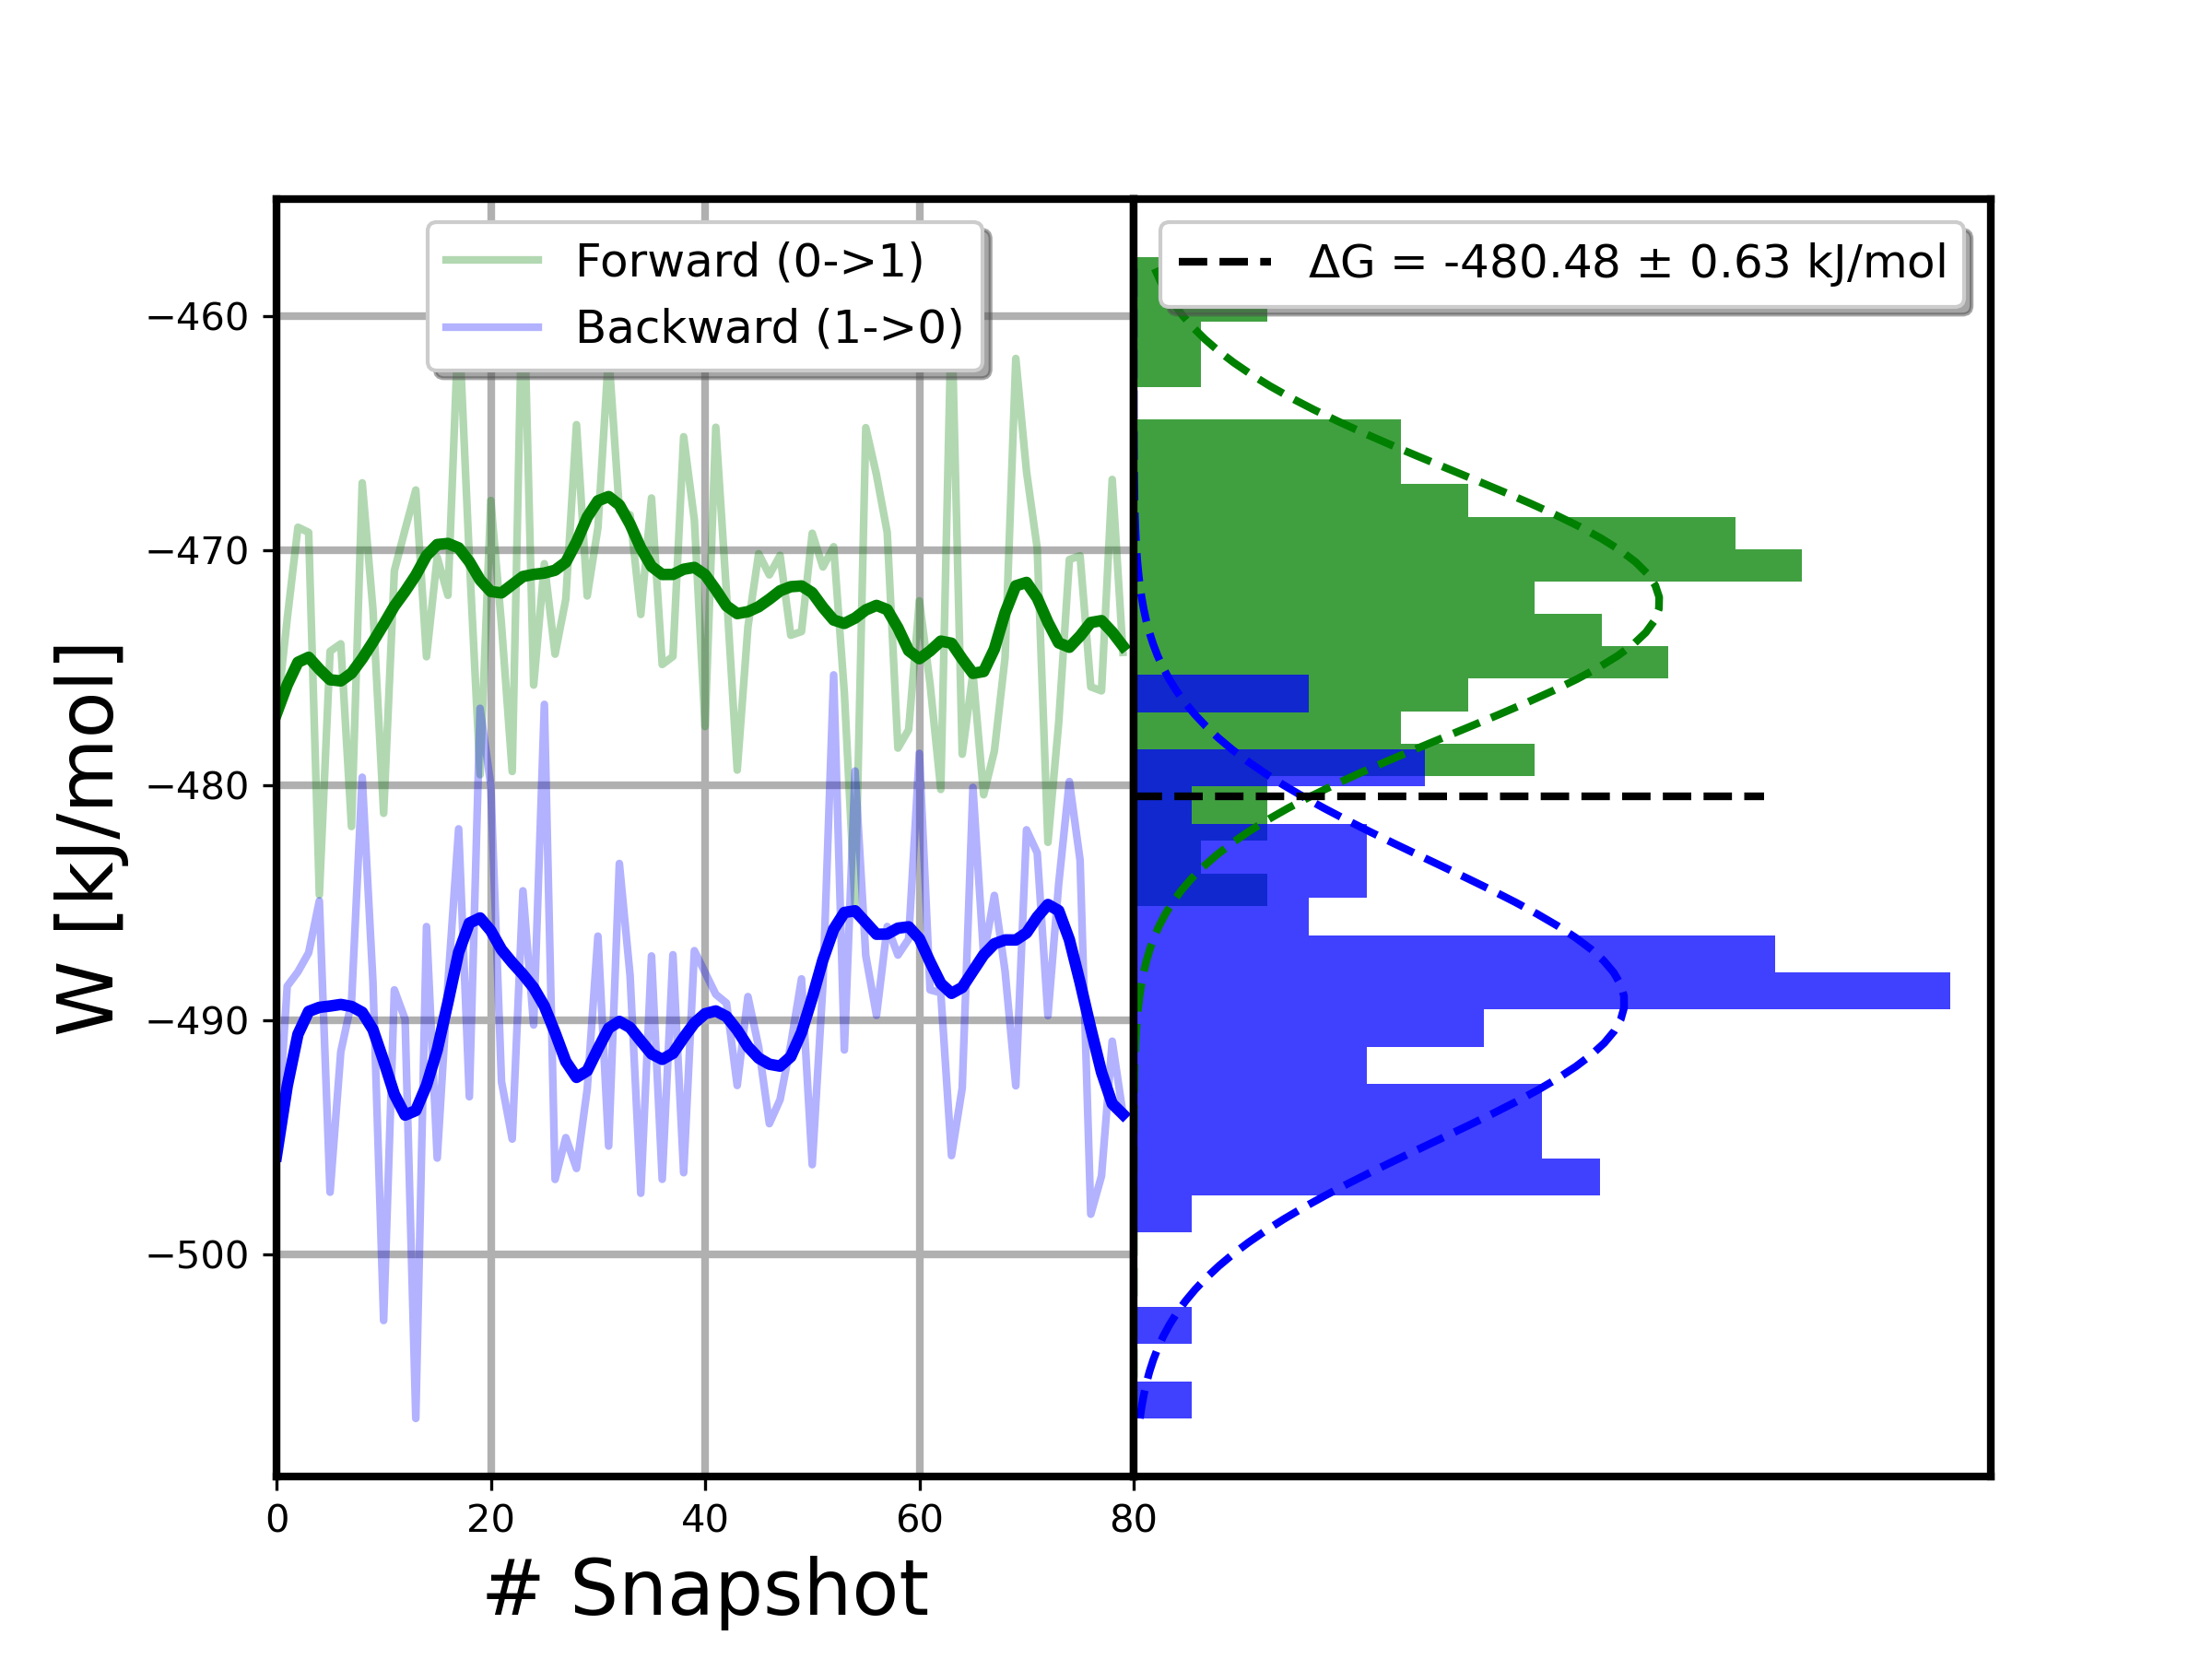 Forward (0->1)
Backward (1->0)
ΔG = -480.48 ± 0.63 kJ/mol
−460
−470
−480
−490
−500
W [kJ/mol]
0 20 40 60 80
# Snapshot